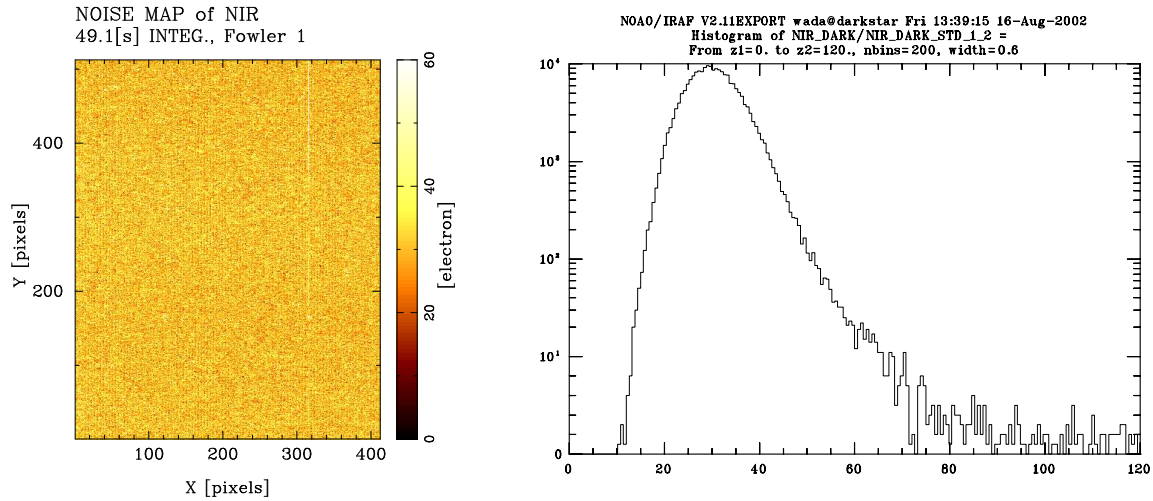 NOISE MAP of NIR
49.1[s] INTEG., Fowler 1
400
200
Y [pixels]
100 200 300 400
X [pixels]
60
40
20
0
[electron]
NOAO/IRAF V2.11EXPORT wada@darkstar Fri 13:39:15 16-Aug-2002
Histogram of NIR_DARK/NIR_DARK_STD_1_2 =
From z1=0. to z2=120., nbins=200, width=0.6
10⁴
10³
10²
10¹
0
0 20 40 60 80 100 120